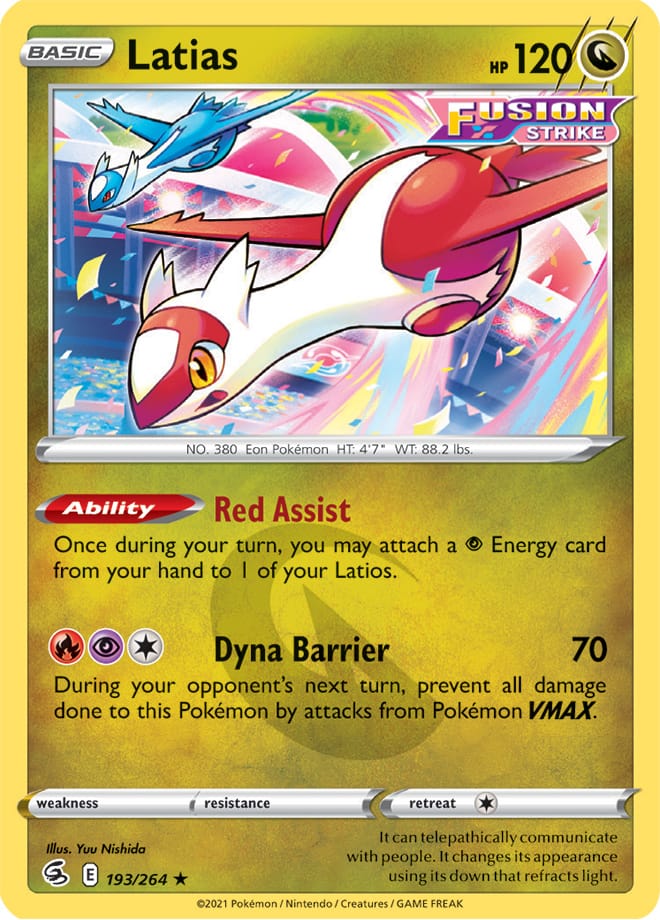 BASIC Latias HP 120
FUSION
STRIKE
NO. 380 Eon Pokémon HT: 4'7" WT: 88.2 lbs.
Ability Red Assist
Once during your turn, you may attach a Energy card
from your hand to 1 of your Latios.
Dyna Barrier 70
During your opponent's next turn, prevent all damage
done to this Pokémon by attacks from Pokémon VMAX.
weakness resistance retreat
Illus. Yuu Nishida
E 193/264 ★
It can telepathically communicate
with people. It changes its appearance
using its down that refracts light.
©2021 Pokémon / Nintendo / Creatures / GAME FREAK